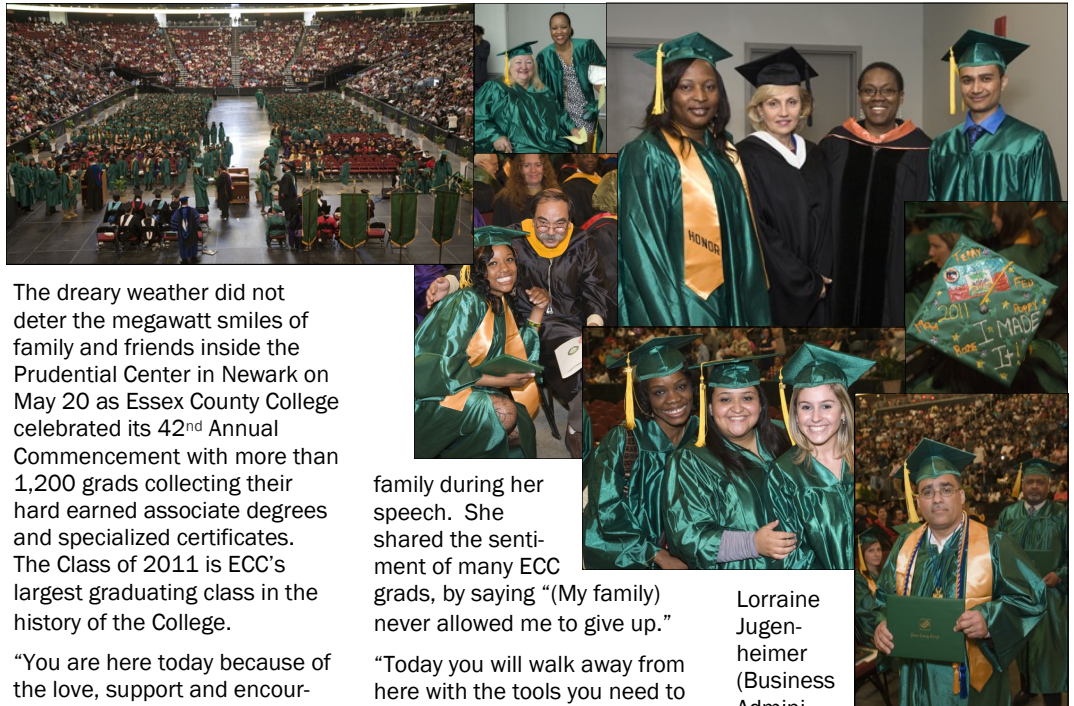 HONOR
TERRY
FEB
2011
MOM
POPPY
ROZE
I MADE
It!
The dreary weather did not
deter the megawatt smiles of
family and friends inside the
Prudential Center in Newark on
May 20 as Essex County College
celebrated its 42nd Annual
Commencement with more than
1,200 grads collecting their
hard earned associate degrees
and specialized certificates.
The Class of 2011 is ECC’s
largest graduating class in the
history of the College.
“You are here today because of
the love, support and encour-
family during her
speech.  She
shared the senti-
ment of many ECC
grads, by saying “(My family)
never allowed me to give up.”
“Today you will walk away from
here with the tools you need to
Lorraine
Jugen-
heimer
(Business
Admini-